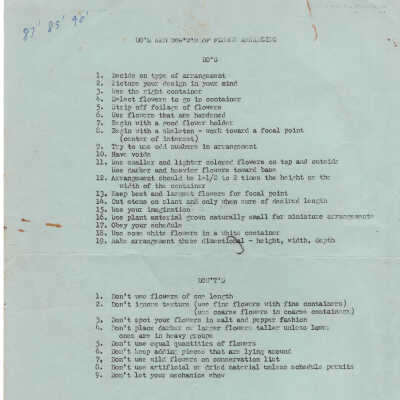 87' 85' 90'
DO'S AND DON'T'S OF FLOWER ARRANGING
DO'S
1. Decide on type of arrangement
2. Picture your design in your mind
3. Use the right container
4. Select flowers to go in container
5. Strip off foliage of flowers
6. Use flowers that are hardened
7. Begin with a good flower holder
8. Begin with a skeleton - work toward a focal point
(center of interest)
9. Try to use odd numbers in arrangement
10. Have voids
11. Use smaller and lighter colored flowers on top and outside
Use darker and heavier flowers toward base
12. Arrangement should be 1-1/2 to 2 times the height or the
width of the container
13. Keep best and largest flowers for focal point
14. Cut stems on slant and only when sure of desired length
15. Use your imagination
16. Use plant material grown naturally small for miniature arrangements
17. Obey your schedule
18. Use some white flowers in a white container
19. Make arrangement three dimensional - height, width, depth
DON'T'S
1. Don't use flowers of one length
2. Don't ignore texture (use fine flowers with fine containers)
(use coarse flowers in coarse containers)
3. Don't spot your flowers in salt and pepper fashion
4. Don't place darker or larger flowers taller unless lower
ones are in heavy groups
5. Don't use equal quantities of flowers
6. Don't keep adding pieces that are lying around
7. Don't use wild flowers on conservation list
8. Don't use artificial or dried material unless schedule permits
9. Don't let your mechanics show